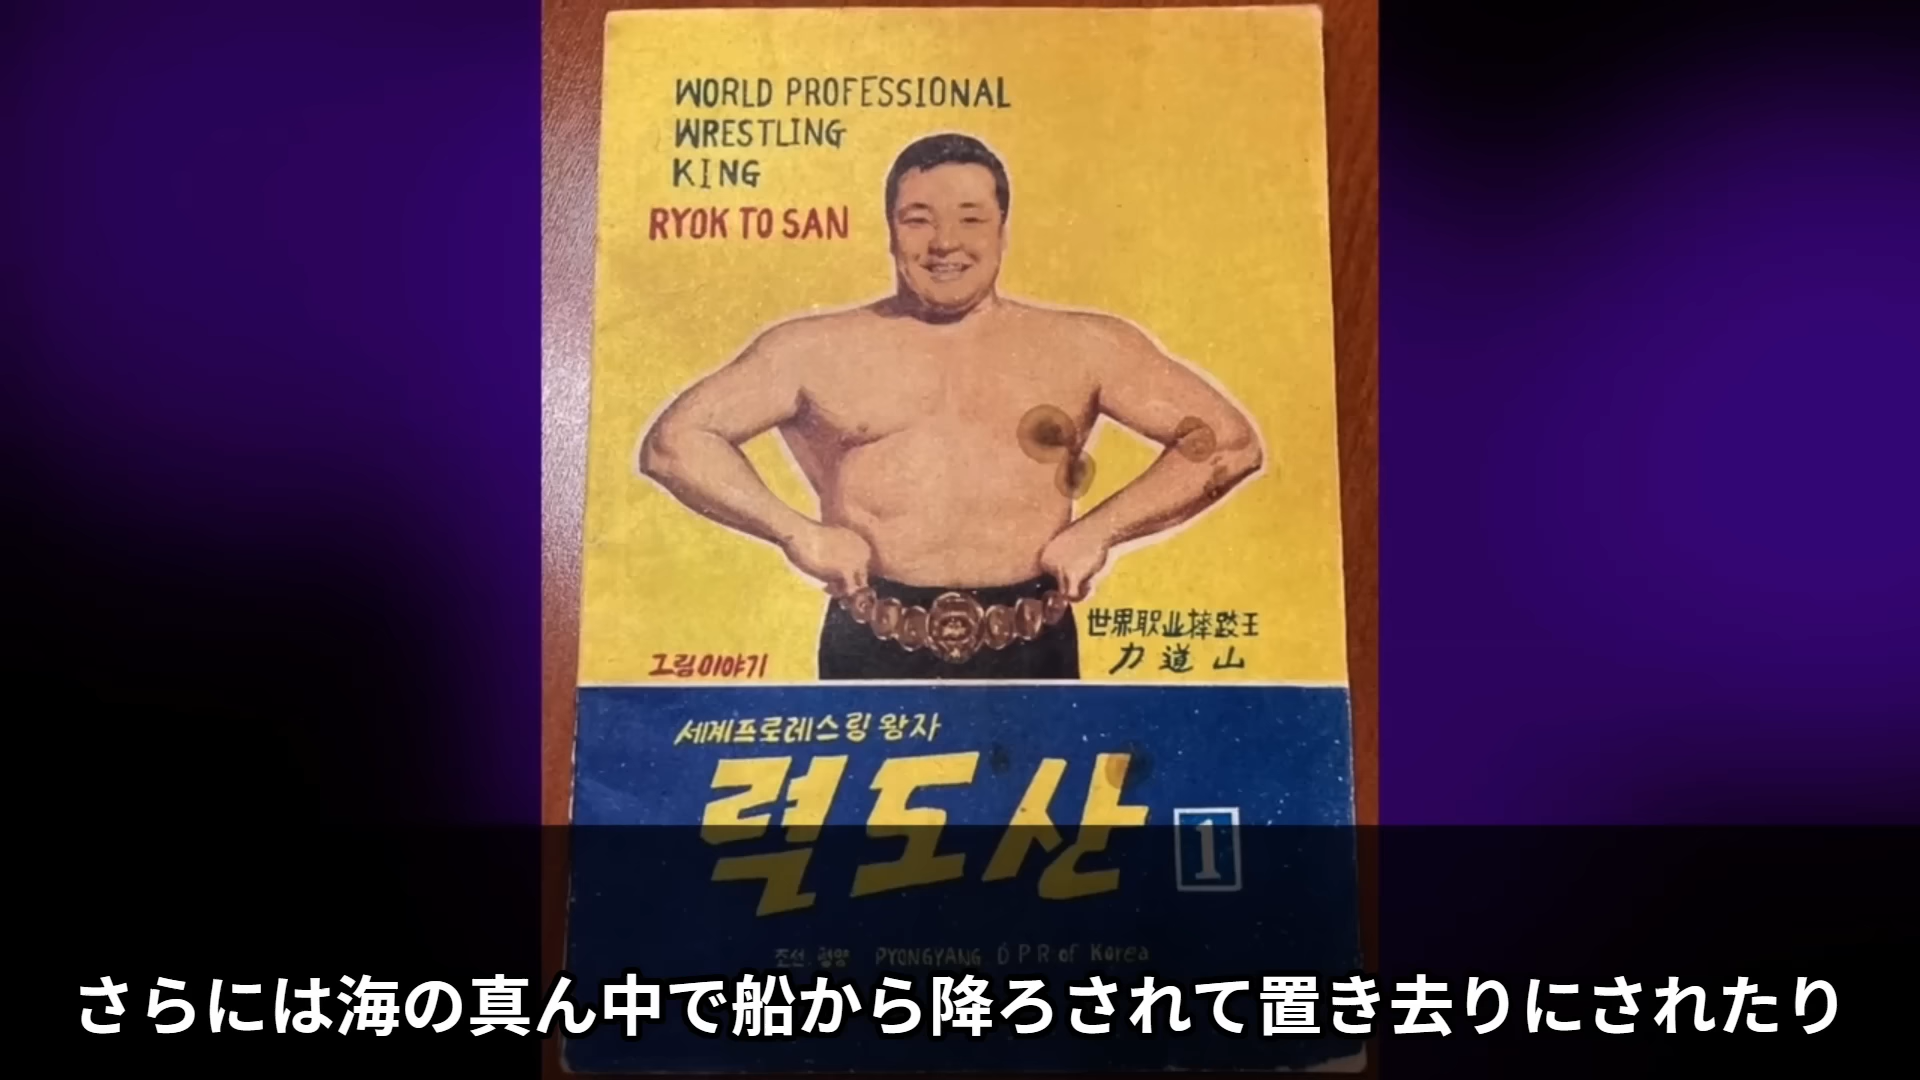 WORLD PROFESSIONAL
WRESTLING
KING
RYOK TO SAN
世界职业摔跤王
力道山
그림이야기
세계프로레스링왕자
력도산
1
조선. 평양 PYONGYANG D P R of Korea
さらには海の真ん中で船から降ろされて置き去りにされたり